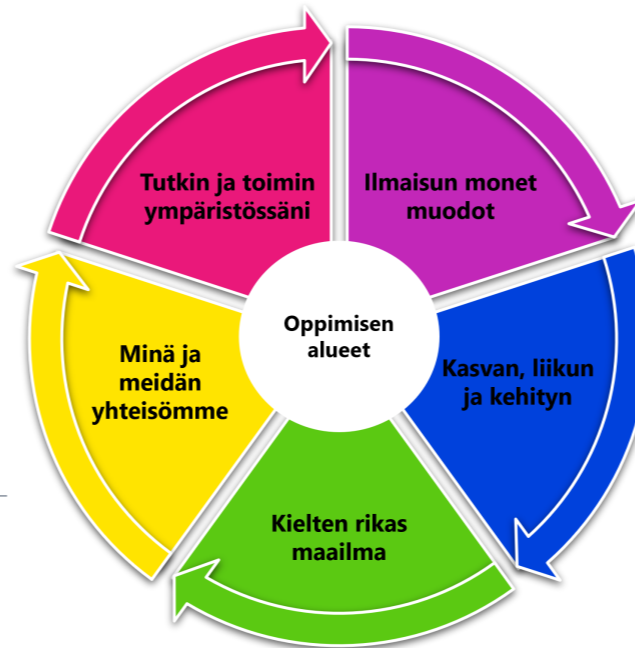 Tutkin ja toimin
ympäristössäni
Ilmaisun monet
muodot
Oppimisen
alueet
Minä ja
meidän
yhteisömme
Kasvan, liikun
ja kehityn
Kielten rikas
maailma